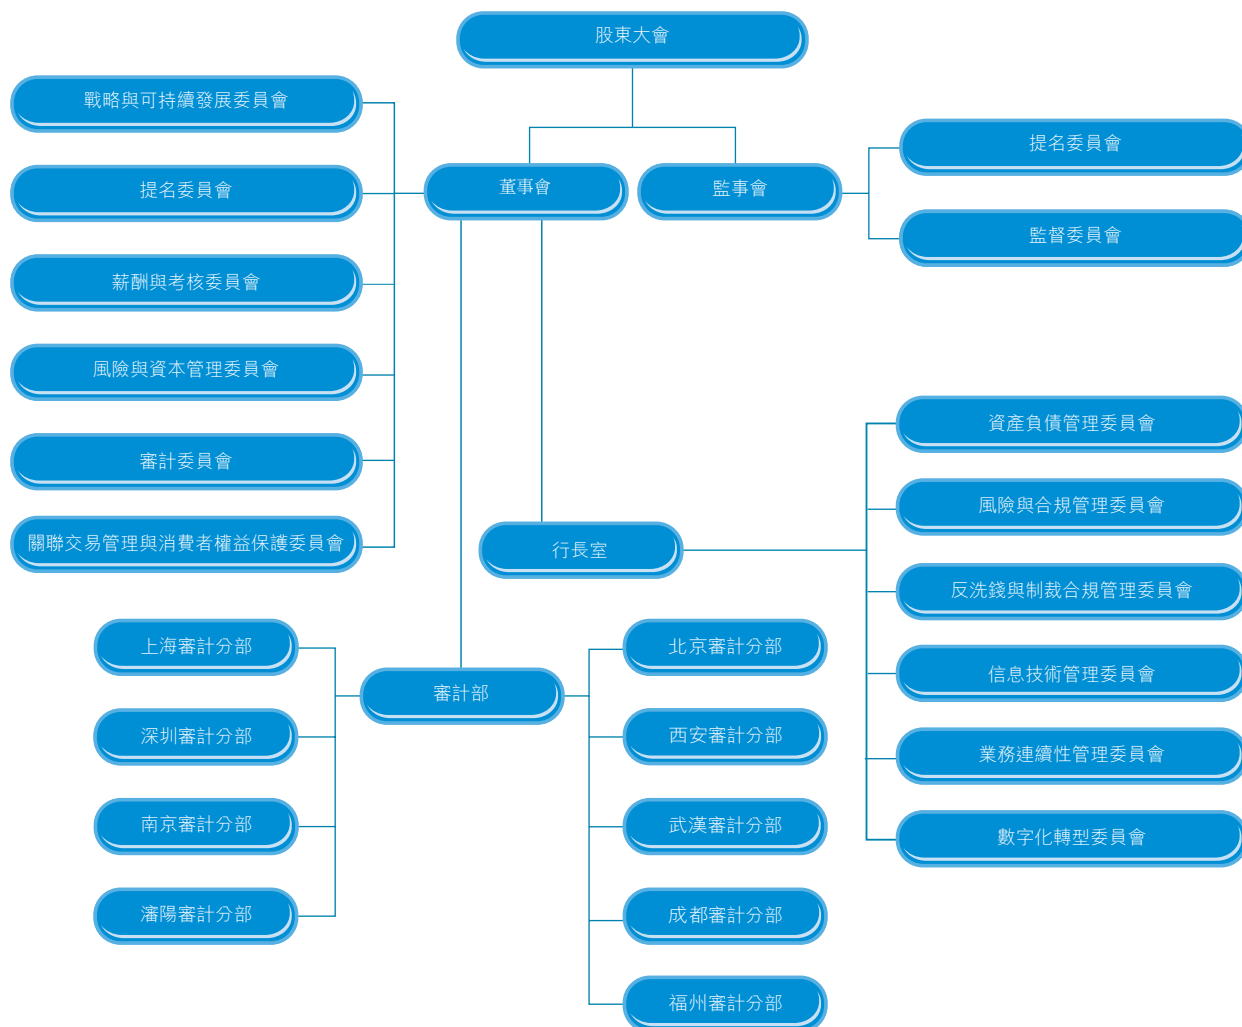 股東大會
戰略與可持續發展委員會
提名委員會
薪酬與考核委員會
風險與資本管理委員會
審計委員會
關聯交易管理與消費者權益保護委員會
董事會
監事會
提名委員會
監督委員會
行長室
資產負債管理委員會
風險與合規管理委員會
反洗錢與制裁合規管理委員會
信息技術管理委員會
業務連續性管理委員會
數字化轉型委員會
審計部
上海審計分部
深圳審計分部
南京審計分部
瀋陽審計分部
北京審計分部
西安審計分部
武漢審計分部
成都審計分部
福州審計分部